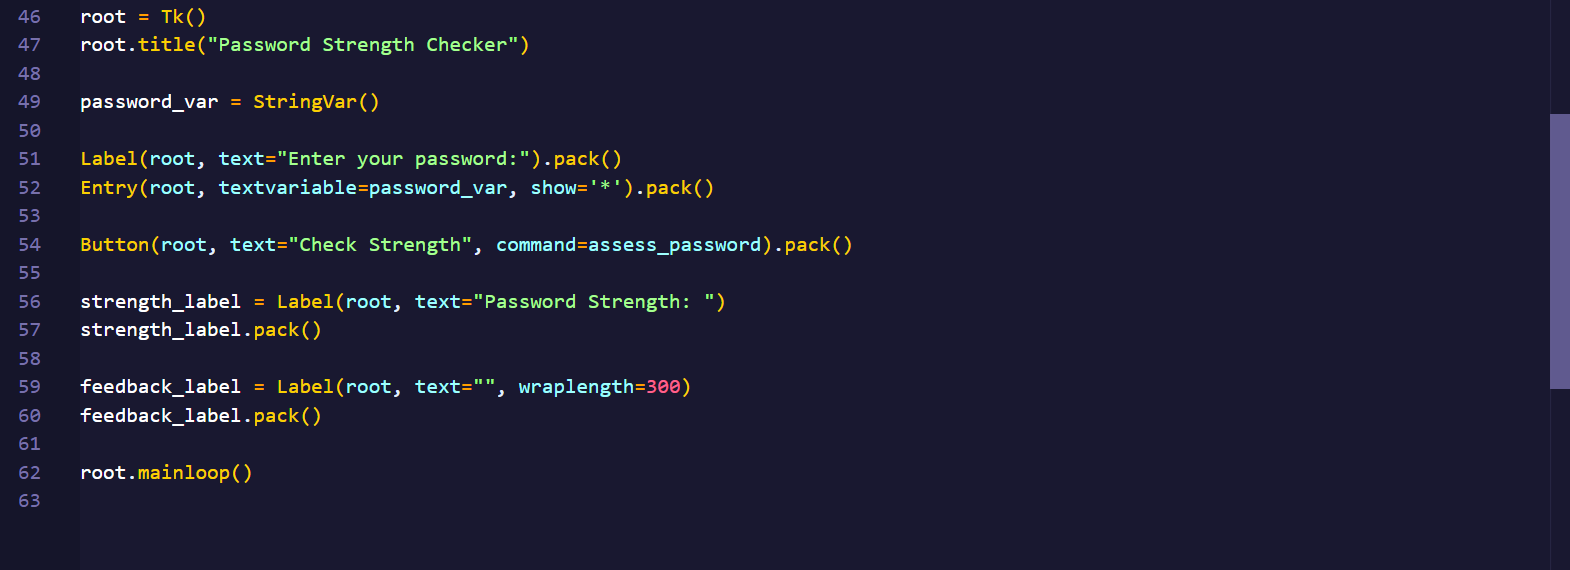 46 root = Tk()
47 root.title("Password Strength Checker")
48
49 password_var = StringVar()
50
51 Label(root, text="Enter your password:").pack()
52 Entry(root, textvariable=password_var, show='*').pack()
53
54 Button(root, text="Check Strength", command=assess_password).pack()
55
56 strength_label = Label(root, text="Password Strength: ")
57 strength_label.pack()
58
59 feedback_label = Label(root, text="", wraplength=300)
60 feedback_label.pack()
61
62 root.mainloop()
63